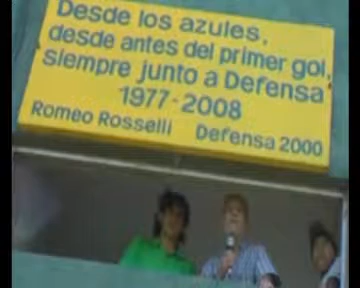 Desde los azules,
desde antes del primer gol,
siempre junto a Defensa
1977-2008
Romeo Rosselli Defensa 2000